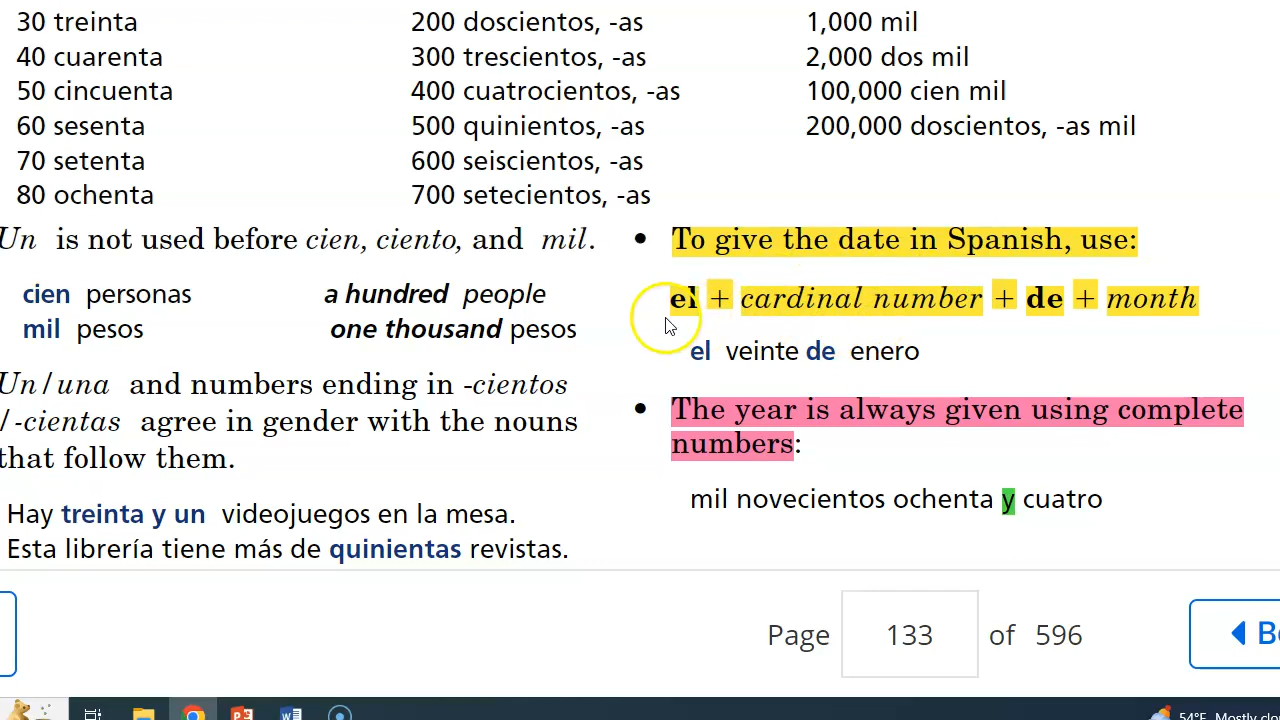 30 treinta
40 cuarenta
50 cincuenta
60 sesenta
70 setenta
80 ochenta
200 doscientos, -as
300 trescientos, -as
400 cuatrocientos, -as
500 quinientos, -as
600 seiscientos, -as
700 setecientos, -as
1,000 mil
2,000 dos mil
100,000 cien mil
200,000 doscientos, -as mil
Un is not used before cien, ciento, and mil.
cien personas a hundred people
mil pesos one thousand pesos
Un/una and numbers ending in -cientos
/-cientas agree in gender with the nouns
that follow them.
Hay treinta y un videojuegos en la mesa.
Esta librería tiene más de quinientas revistas.
• To give the date in Spanish, use:
el + cardinal number + de + month
el veinte de enero
• The year is always given using complete
numbers:
mil novecientos ochenta y cuatro
Page 133 of 596
54°F Mostly